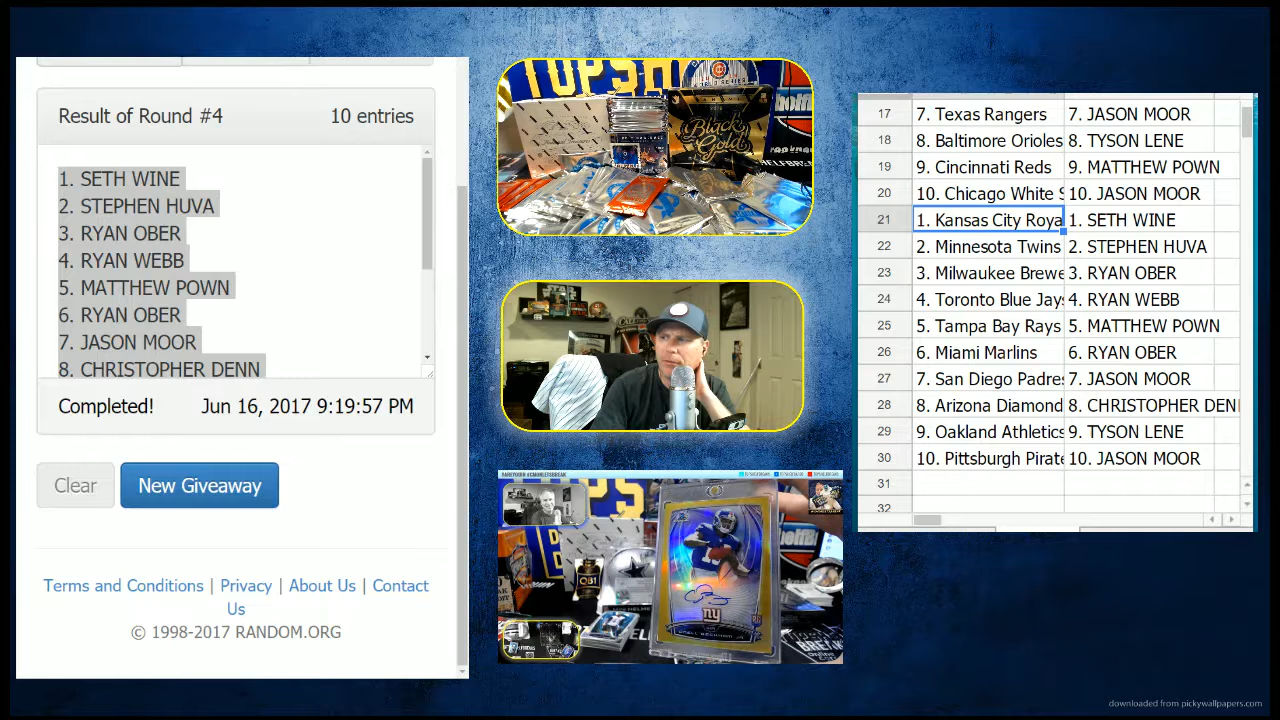 Result of Round #4
10 entries
1. SETH WINE
2. STEPHEN HUVA
3. RYAN OBER
4. RYAN WEBB
5. MATTHEW POWN
6. RYAN OBER
7. JASON MOOR
8. CHRISTOPHER DENN
Completed!
Jun 16, 2017 9:19:57 PM
Clear
New Giveaway
Terms and Conditions | Privacy | About Us | Contact
Us
© 1998-2017 RANDOM.ORG
TOPSH
Black
Gold
STAR
WARS
PS
QB1
ny
BREAK
17 7. Texas Rangers 7. JASON MOOR
18 8. Baltimore Orioles 8. TYSON LENE
19 9. Cincinnati Reds 9. MATTHEW POWN
20 10. Chicago White S 10. JASON MOOR
21 1. Kansas City Roya 1. SETH WINE
22 2. Minnesota Twins 2. STEPHEN HUVA
23 3. Milwaukee Brewe 3. RYAN OBER
24 4. Toronto Blue Jays 4. RYAN WEBB
25 5. Tampa Bay Rays 5. MATTHEW POWN
26 6. Miami Marlins 6. RYAN OBER
27 7. San Diego Padres 7. JASON MOOR
28 8. Arizona Diamond 8. CHRISTOPHER DEN
29 9. Oakland Athletics 9. TYSON LENE
30 10. Pittsburgh Pirate 10. JASON MOOR
31
32
downloaded from pickywallpapers.com